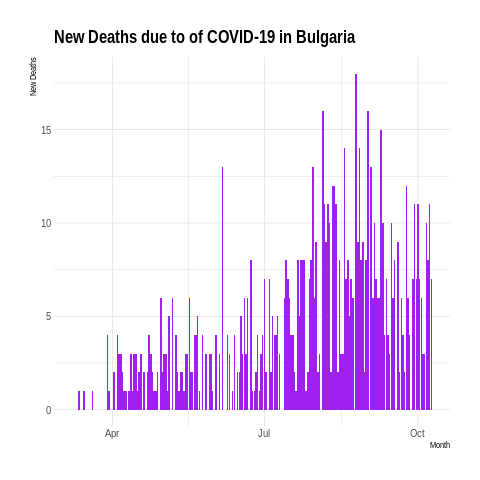 New Deaths due to of COVID-19 in Bulgaria
New Deaths
15
10
5
0
Apr
Jul
Oct
Month